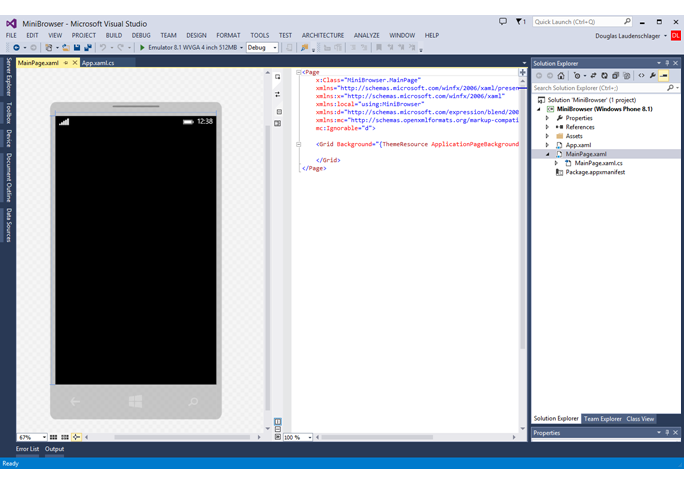 MiniBrowser - Microsoft Visual Studio
1
Quick Launch (Ctrl+Q)
FILE EDIT VIEW PROJECT BUILD DEBUG TEAM DESIGN FORMAT TOOLS TEST ARCHITECTURE ANALYZE WINDOW HELP
Douglas Laudenschlager DL
Emulator 8.1 WVGA 4 inch 512MB Debug
Server Explorer
Toolbox
Device
Document Outline
Data Sources
MainPage.xaml App.xaml.cs
12:38
67%
<Page
x:Class="MiniBrowser.MainPage"
xmlns="http://schemas.microsoft.com/winfx/2006/xaml/presen
xmlns:x="http://schemas.microsoft.com/winfx/2006/xaml"
xmlns:local="using:MiniBrowser"
xmlns:d="http://schemas.microsoft.com/expression/blend/200
xmlns:mc="http://schemas.openxmlformats.org/markup-compati
mc:Ignorable="d">
<Grid Background="{ThemeResource ApplicationPageBackground
</Grid>
</Page>
100 %
Solution Explorer
Search Solution Explorer (Ctrl+;)
Solution 'MiniBrowser' (1 project)
MiniBrowser (Windows Phone 8.1)
Properties
References
Assets
App.xaml
MainPage.xaml
MainPage.xaml.cs
Package.appxmanifest
Solution Explorer Team Explorer Class View
Properties
Error List Output
Ready